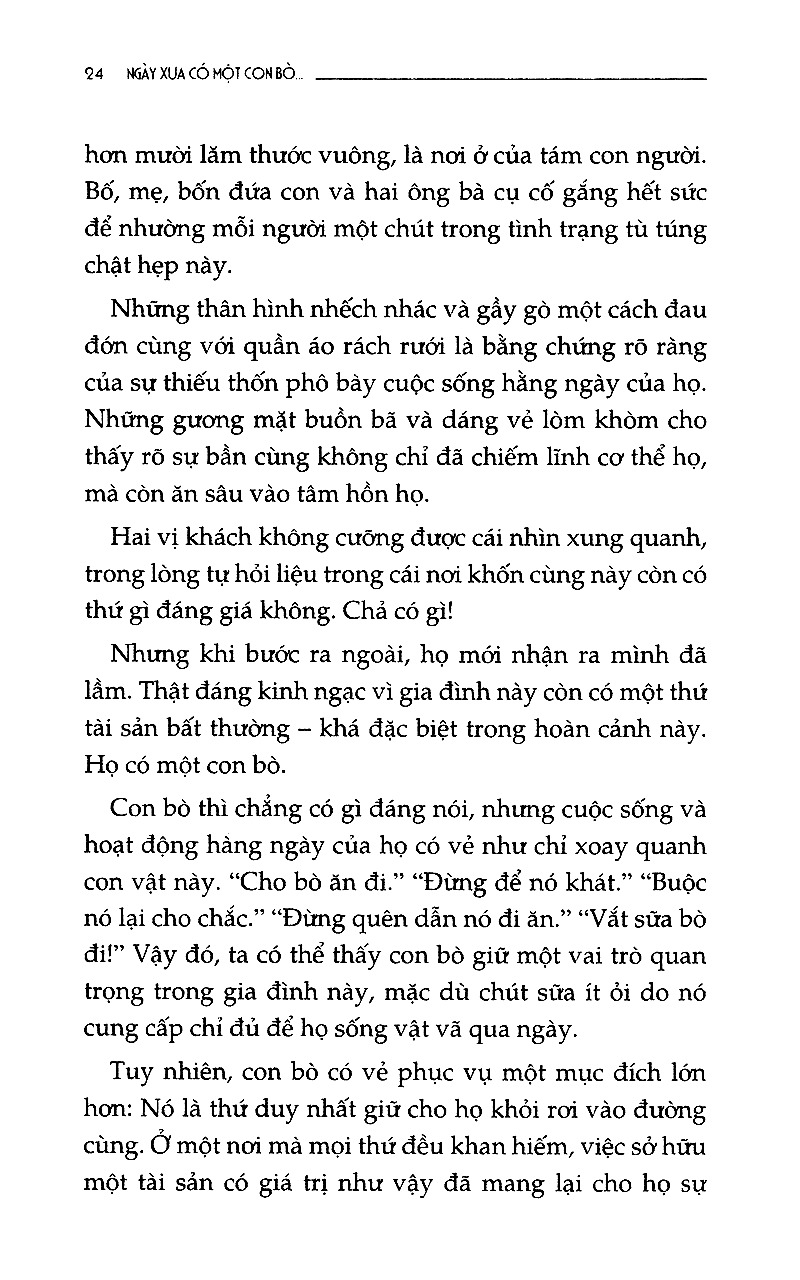 24 NGÀY XƯA CÓ MỘT CON BÒ...
hơn mười lăm thước vuông, là nơi ở của tám con người.
Bố, mẹ, bốn đứa con và hai ông bà cụ cố gắng hết sức
để nhường mỗi người một chút trong tình trạng tù túng
chật hẹp này.
Những thân hình nhếch nhác và gầy gò một cách đau
đớn cùng với quần áo rách rưới là bằng chứng rõ ràng
của sự thiếu thốn phô bày cuộc sống hằng ngày của họ.
Những gương mặt buồn bã và dáng vẻ lòm khòm cho
thấy rõ sự bần cùng không chỉ đã chiếm lĩnh cơ thể họ,
mà còn ăn sâu vào tâm hồn họ.
Hai vị khách không cưỡng được cái nhìn xung quanh,
trong lòng tự hỏi liệu trong cái nơi khốn cùng này còn có
thứ gì đáng giá không. Chả có gì!
Nhưng khi bước ra ngoài, họ mới nhận ra mình đã
lầm. Thật đáng kinh ngạc vì gia đình này còn có một thứ
tài sản bất thường – khá đặc biệt trong hoàn cảnh này.
Họ có một con bò.
Con bò thì chẳng có gì đáng nói, nhưng cuộc sống và
hoạt động hàng ngày của họ có vẻ như chỉ xoay quanh
con vật này. “Cho bò ăn đi.” “Đừng để nó khát.” “Buộc
nó lại cho chắc.” “Đừng quên dẫn nó đi ăn.” “Vắt sữa bò
đi!” Vậy đó, ta có thể thấy con bò giữ một vai trò quan
trọng trong gia đình này, mặc dù chút sữa ít ỏi do nó
cung cấp chỉ đủ để họ sống vật vã qua ngày.
Tuy nhiên, con bò có vẻ phục vụ một mục đích lớn
hơn: Nó là thứ duy nhất giữ cho họ khỏi rơi vào đường
cùng. Ở một nơi mà mọi thứ đều khan hiếm, việc sở hữu
một tài sản có giá trị như vậy đã mang lại cho họ sự